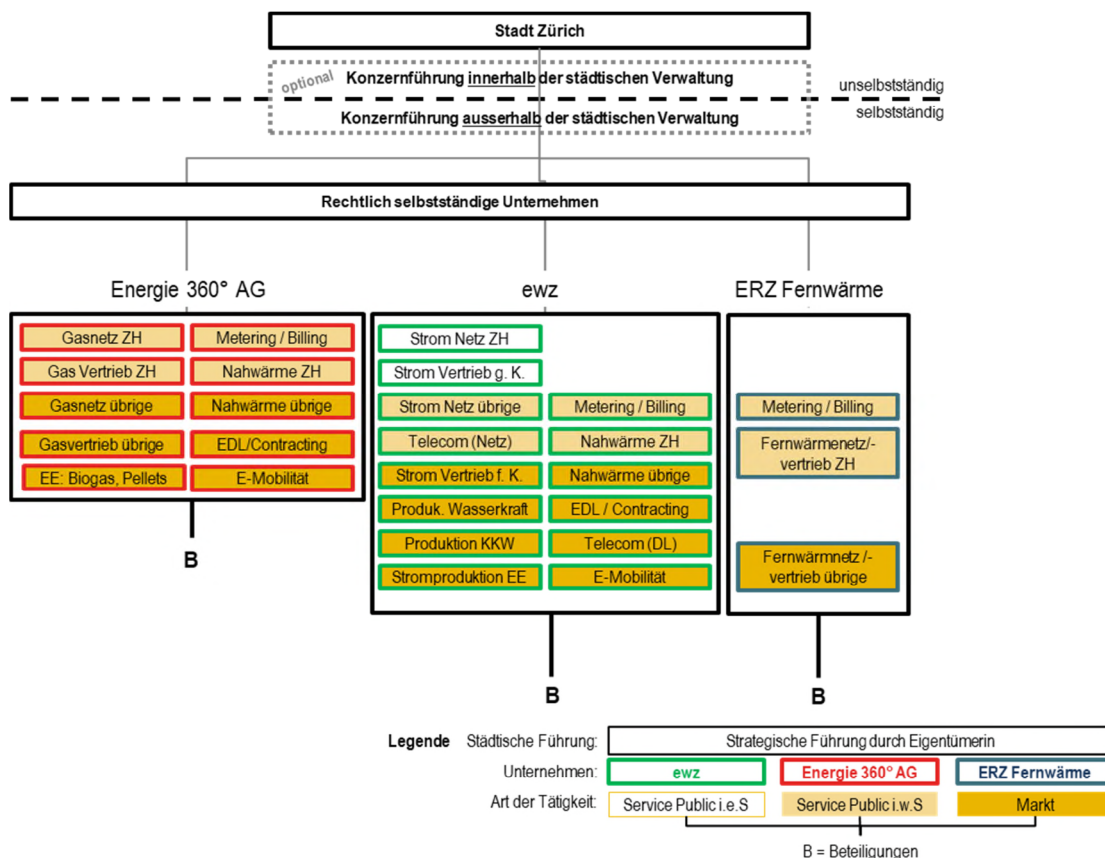 Stadt Zürich
optional
Konzernführung innerhalb der städtischen Verwaltung
unselbstständig
Konzernführung ausserhalb der städtischen Verwaltung
selbstständig
Rechtlich selbstständige Unternehmen
Energie 360° AG
Gasnetz ZH
Metering / Billing
Gas Vertrieb ZH
Nahwärme ZH
Gasnetz übrige
Nahwärme übrige
Gasvertrieb übrige
EDL/Contracting
EE: Biogas, Pellets
E-Mobilität
B
ewz
Strom Netz ZH
Strom Vertrieb g. K.
Strom Netz übrige
Metering / Billing
Telecom (Netz)
Nahwärme ZH
Strom Vertrieb f. K.
Nahwärme übrige
Produk. Wasserkraft
EDL / Contracting
Produktion KKW
Telecom (DL)
Stromproduktion EE
E-Mobilität
B
ERZ Fernwärme
Metering / Billing
Fernwärmenetz/-
vertrieb ZH
Fernwärmnetz /-
vertrieb übrige
B
Legende
Städtische Führung:
Strategische Führung durch Eigentümerin
Unternehmen:
ewz
Energie 360° AG
ERZ Fernwärme
Art der Tätigkeit:
Service Public i.e.S
Service Public i.w.S
Markt
B = Beteiligungen